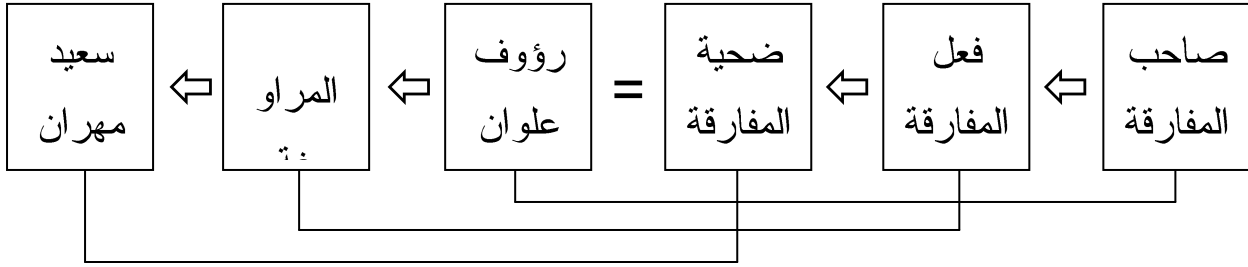 صاحب
المفارقة
فعل
المفارقة
ضحية
المفارقة
=
رؤوف
علوان
المراو
سعيد
مهران